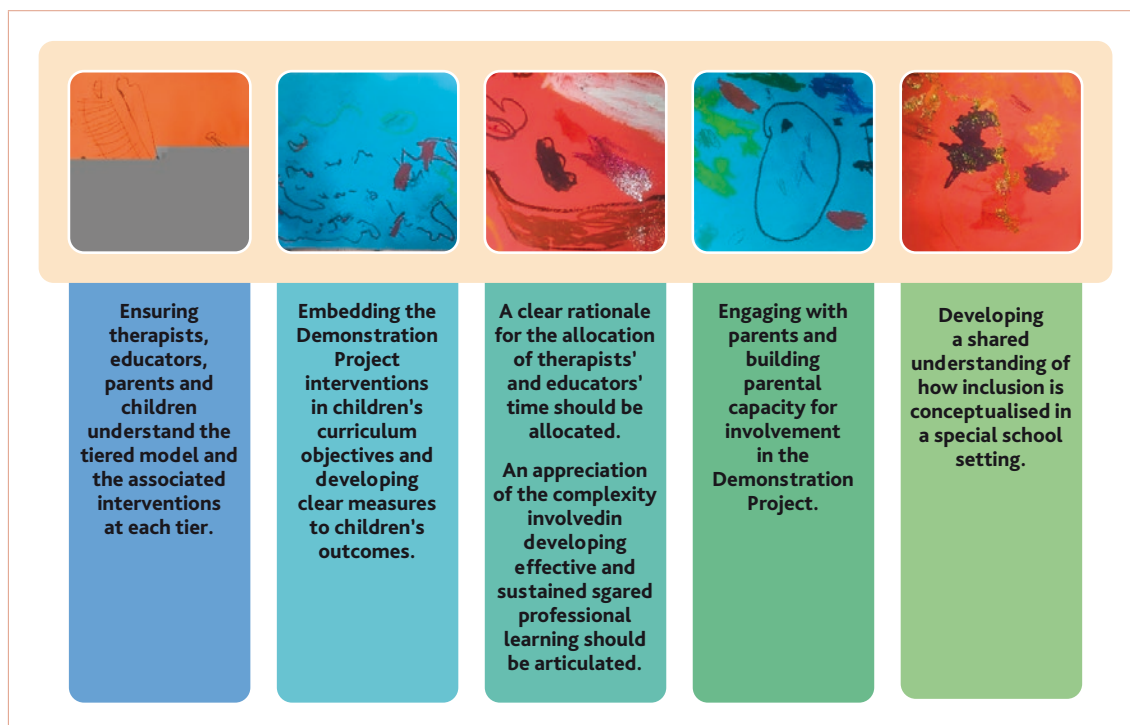 Ensuring
therapists,
educators,
parents and
children
understand the
tiered model and
the associated
interventions
at each tier.
Embedding the
Demonstration
Project
interventions
in children's
curriculum
objectives and
developing
clear measures
to children's
outcomes.
A clear rationale
for the allocation
of therapists'
and educators'
time should be
allocated.
An appreciation
of the complexity
involvedin
developing
effective and
sustained sgared
professional
learning should
be articulated.
Engaging with
parents and
building
parental
capacity for
involvement
in the
Demonstration
Project.
Developing
a shared
understanding of
how inclusion is
conceptualised in
a special school
setting.